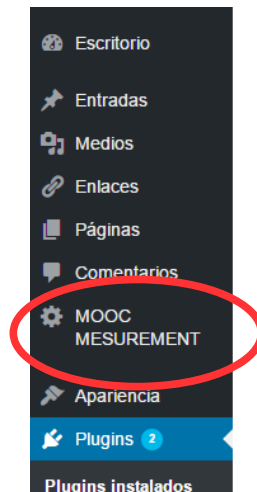 Escritorio
Entradas
Medios
Enlaces
Páginas
Comentarios
MOOC
MESUREMENT
Apariencia
Plugins 2
Plugins instalados